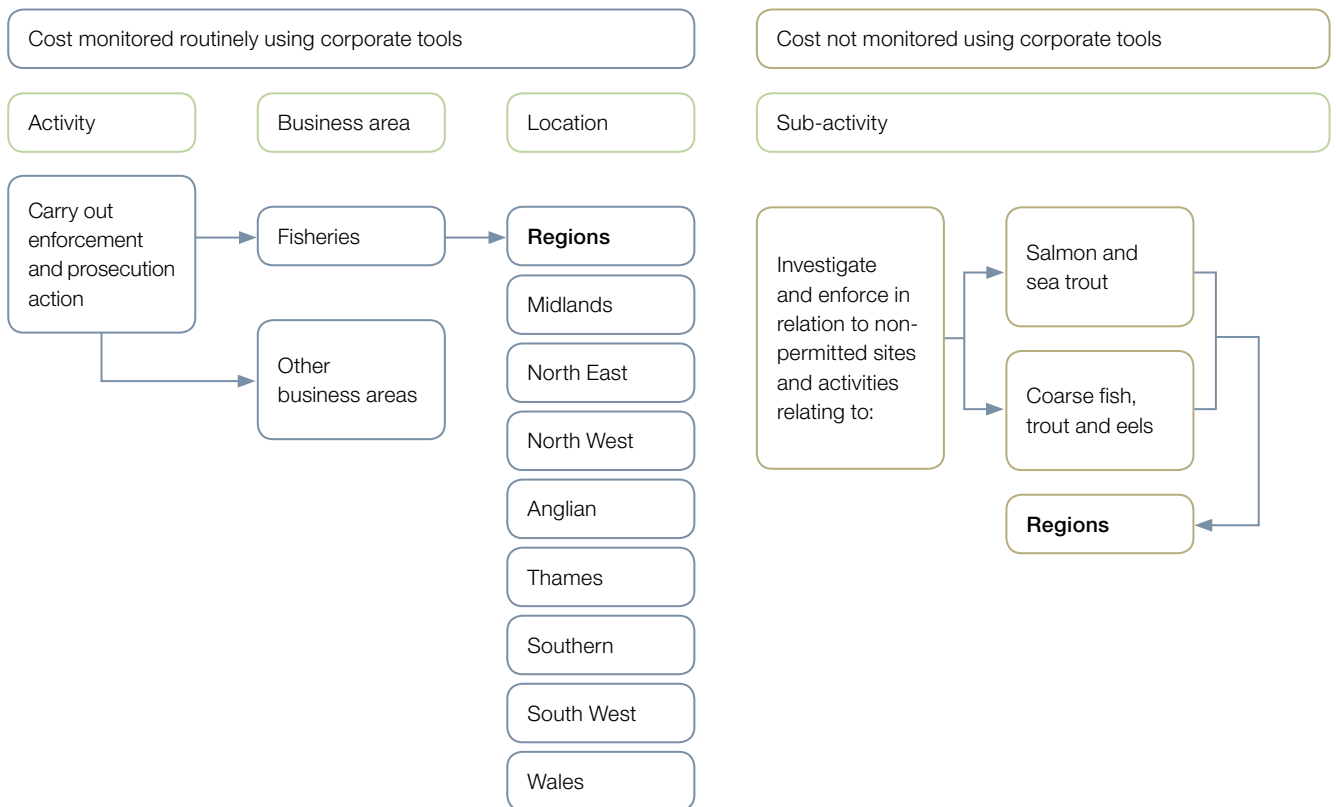 Cost monitored routinely using corporate tools
Cost not monitored using corporate tools
Activity
Business area
Location
Sub-activity
Carry out
enforcement
and prosecution
action
Fisheries
Other
business areas
Regions
Midlands
North East
North West
Anglian
Thames
Southern
South West
Wales
Investigate
and enforce in
relation to non-
permitted sites
and activities
relating to:
Salmon and
sea trout
Coarse fish,
trout and eels
Regions